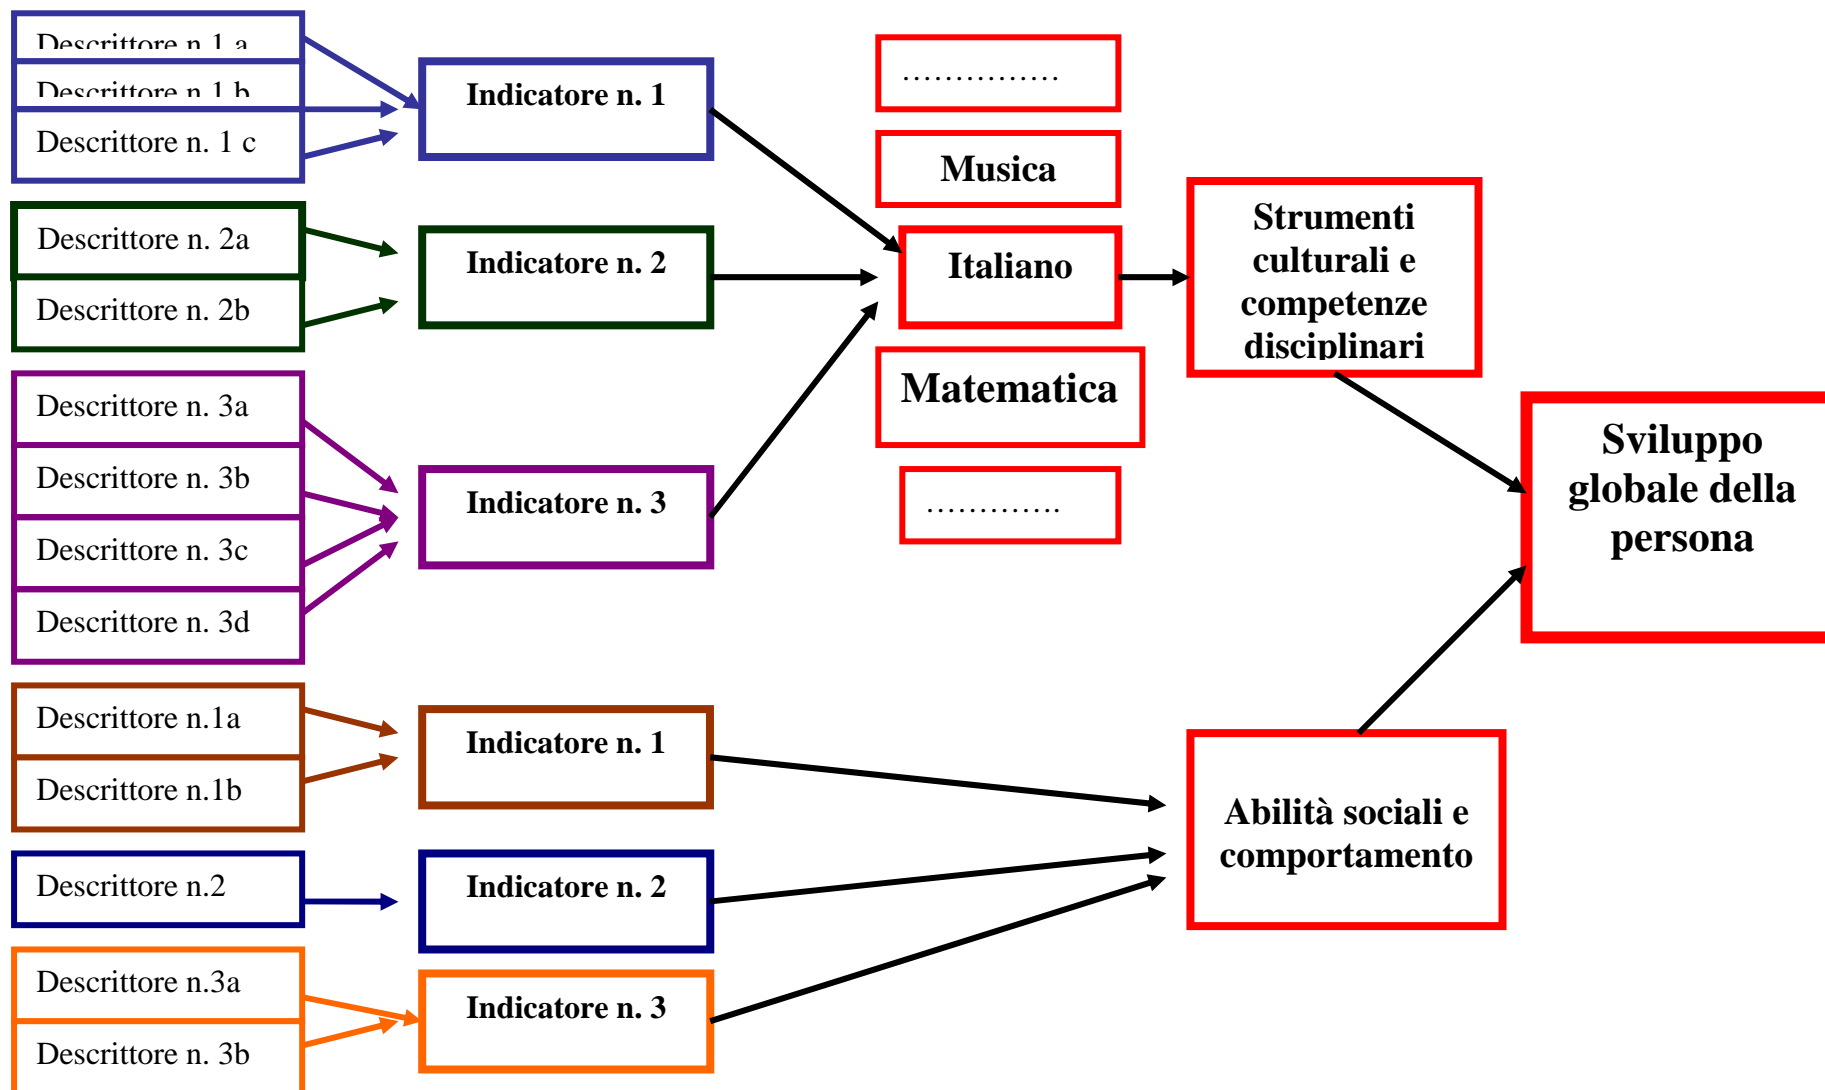 Descrittore n.1 a
Descrittore n.1 b
Descrittore n. 1 c
Indicatore n. 1
Descrittore n. 2a
Descrittore n. 2b
Indicatore n. 2
Descrittore n. 3a
Descrittore n. 3b
Descrittore n. 3c
Descrittore n. 3d
Indicatore n. 3
……………
Musica
Italiano
Matematica
………….
Strumenti
culturali e
competenze
disciplinari
Sviluppo
globale della
persona
Descrittore n.1a
Descrittore n.1b
Indicatore n. 1
Descrittore n.2
Indicatore n. 2
Descrittore n.3a
Descrittore n. 3b
Indicatore n. 3
Abilità sociali e
comportamento